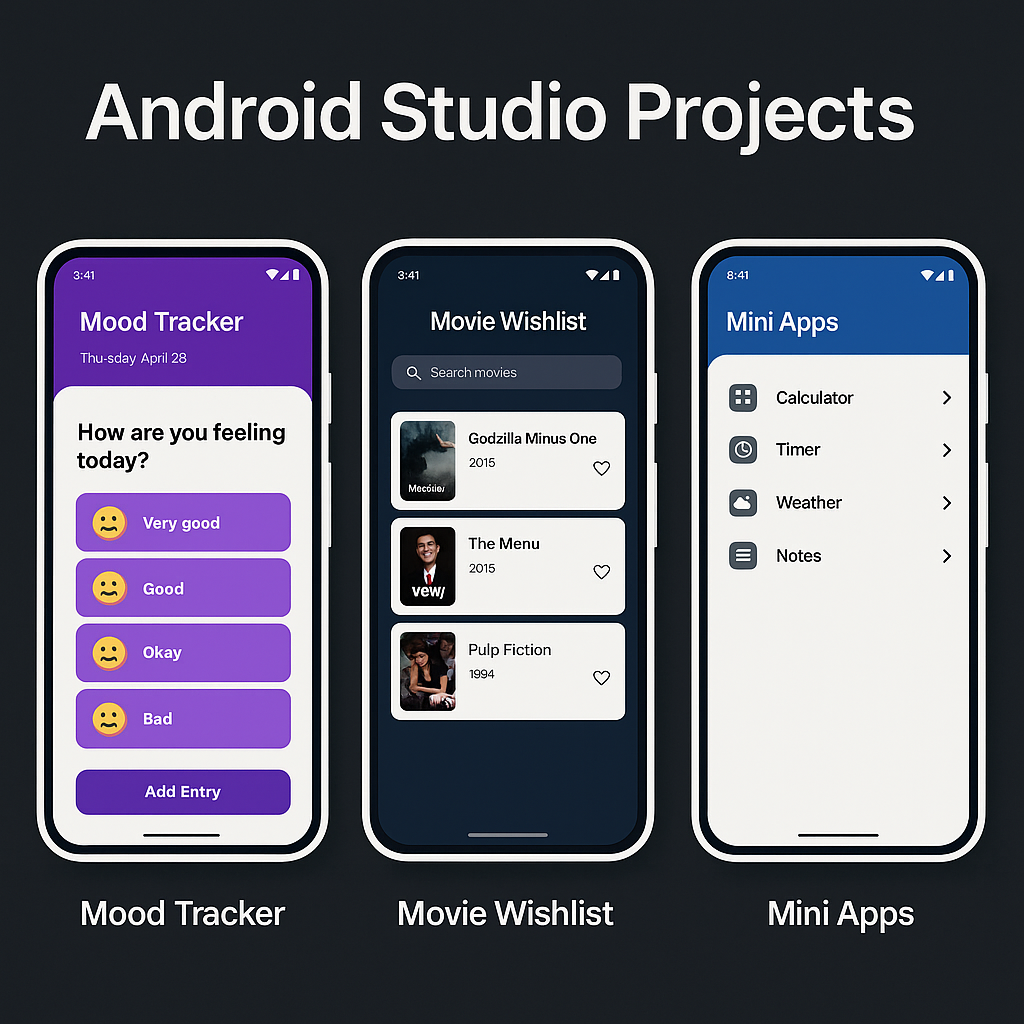 Android Studio Projects
3:41
Mood Tracker
Thu-sday April 28
How are you feeling
today?
Very good
Good
Okay
Bad
Add Entry
Mood Tracker
3:41
Movie Wishlist
Search movies
Godzilla Minus One
2015
The Menu
2015
vew/
Pulp Fiction
1994
Movie Wishlist
8:41
Mini Apps
Calculator
Timer
Weather
Notes
Mini Apps